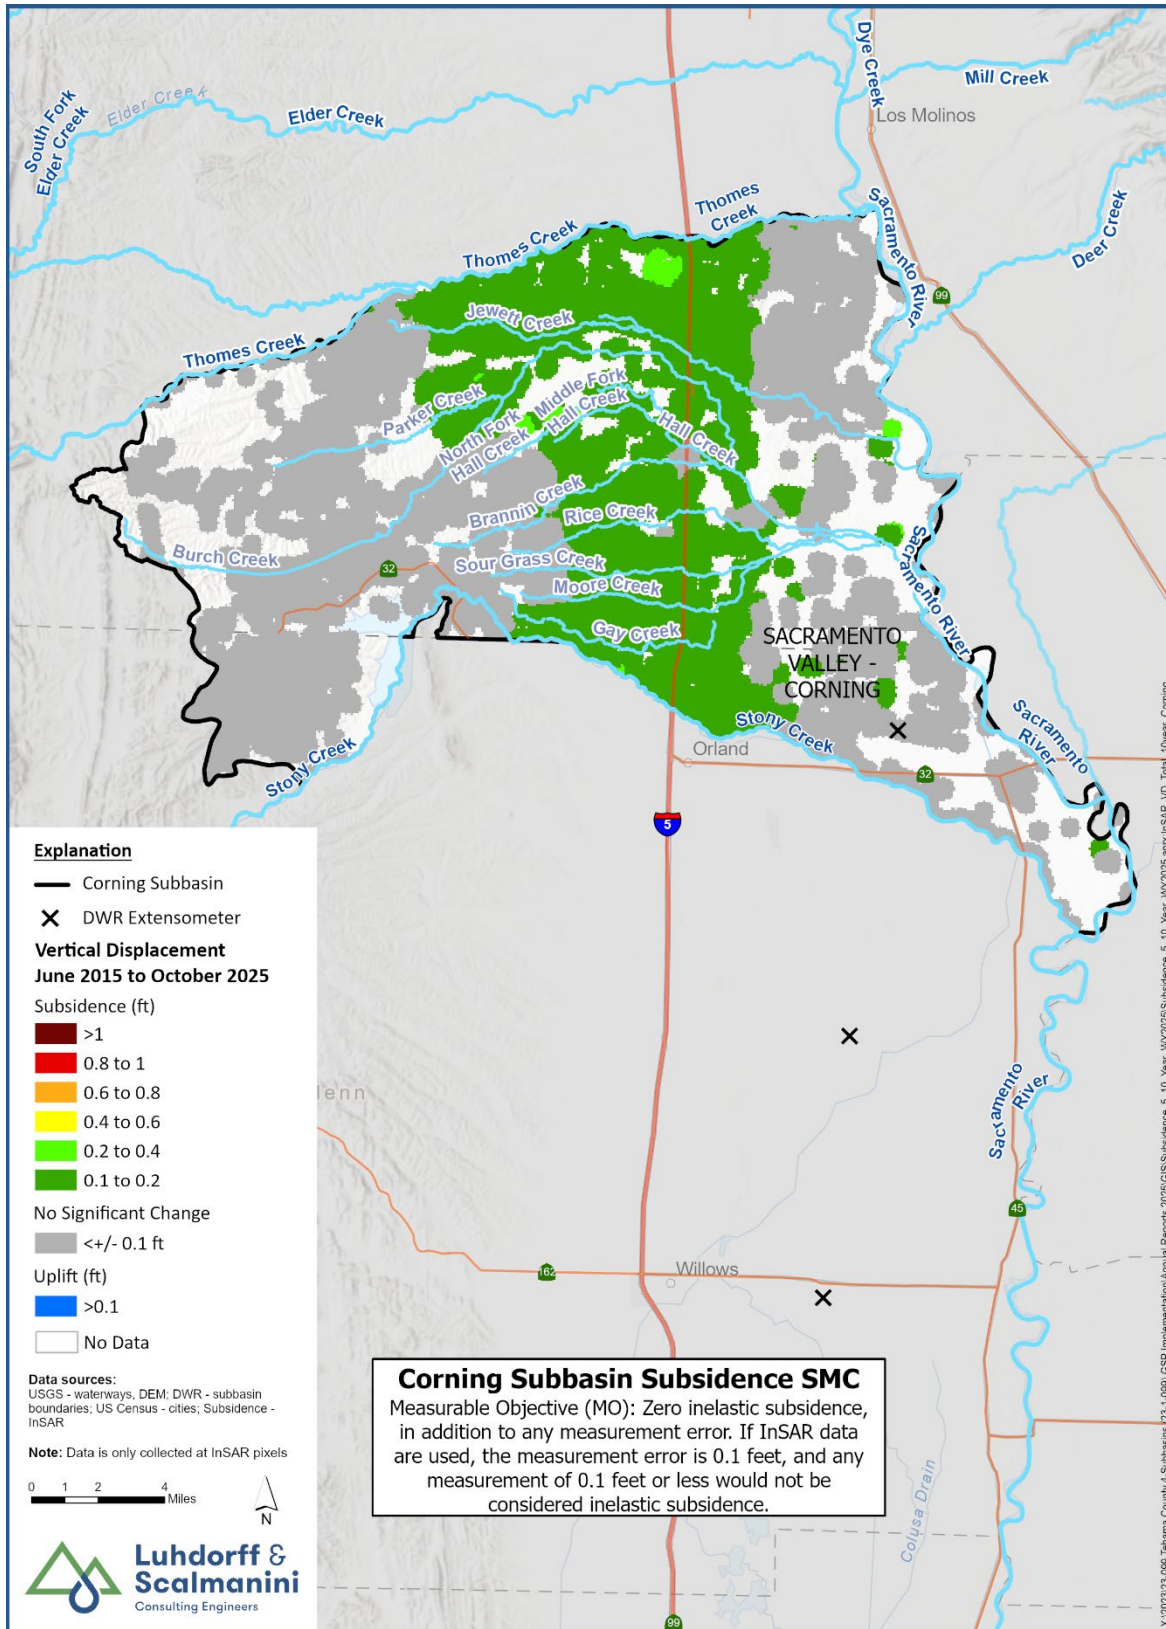 Dye Creek
Mill Creek
Elder Creek
Elder Creek
South Fork
Elder Creek
Los Molinos
Deer Creek
Thomes
Creek
Thomes Creek
Sacramento River
99
Jewett Creek
Thomes Creek
Middle Fork
Hall Creek
Parker Creek
North Fork
Hall Creek
Hall Creek
Brannin Creek
Rice Creek
Burch Creek
32
Sour Grass Creek
Moore Creek
Sacramento River
Gay Creek
SACRAMENTO
VALLEY -
CORNING
Sacramento
River
Stony Creek
Stony Creek
Orland
32
5
Explanation
Corning Subbasin
DWR Extensometer
Vertical Displacement
June 2015 to October 2025
Subsidence (ft)
>1
0.8 to 1
0.6 to 0.8
0.4 to 0.6
0.2 to 0.4
0.1 to 0.2
No Significant Change
<+/- 0.1 ft
Uplift (ft)
>0.1
No Data
lenn
Sacramento
River
45
162
Willows
Data sources:
USGS - waterways, DEM; DWR - subbasin
boundaries; US Census - cities; Subsidence -
InSAR
Note: Data is only collected at InSAR pixels
0 1 2 4
Miles
N
Corning Subbasin Subsidence SMC
Measurable Objective (MO): Zero inelastic subsidence,
in addition to any measurement error. If InSAR data
are used, the measurement error is 0.1 feet, and any
measurement of 0.1 feet or less would not be
considered inelastic subsidence.
Colusa Drain
99
Luhdorff &
Scalmanini
Consulting Engineers